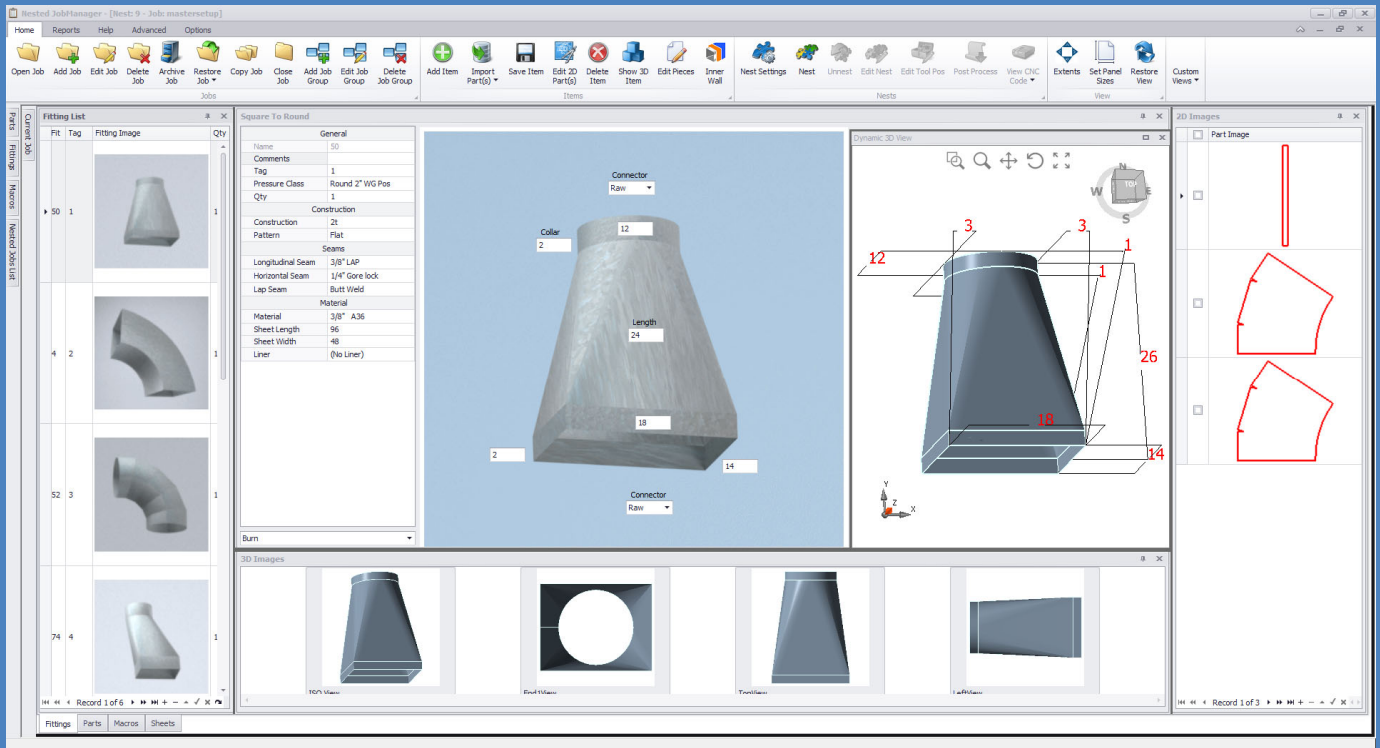 Nested JobManager - [Nest: 9 - Job: mastersetup]
Home Reports Help Advanced Options
Open Job Add Job Edit Job Delete Job Archive Job Restore Job Copy Job Close Job Add Job Group Edit Job Group Delete Job Group
Jobs
Add Item Import Part(s) Save Item Edit 2D Part(s) Delete Item Show 3D Item Edit Pieces Inner Wall
Items
Nest Settings Nest Unnest Edit Nest Edit Tool Pos Post Process View CNC Code
Nests
Extents Set Panel Sizes Restore View
View
Custom Views
Parts
Fittings
Macros
Nested Jobs List
Current Job
Fitting List
Fit Tag Fitting Image Qty
50 1 1
4 2 1
52 3 1
74 4 1
Record 1 of 6
Fittings Parts Macros Sheets
Square To Round
General
Name 50
Comments
Tag 1
Pressure Class Round 2" WG Pos
Qty 1
Construction
Construction 2t
Pattern Flat
Seams
Longitudinal Seam 3/8" LAP
Horizontal Seam 1/4" Gore lock
Lap Seam Butt Weld
Material
Material 3/8" A36
Sheet Length 96
Sheet Width 48
Liner (No Liner)
Burn
Connector
Raw
12
Collar
2
Length
24
18
2
14
Connector
Raw
Dynamic 3D View
N
W TOP E
S
3 3
12 1
1
26
18
14
Y
Z
X
3D Images
ISO View End1View TopView LeftView
2D Images
Part Image
Record 1 of 3